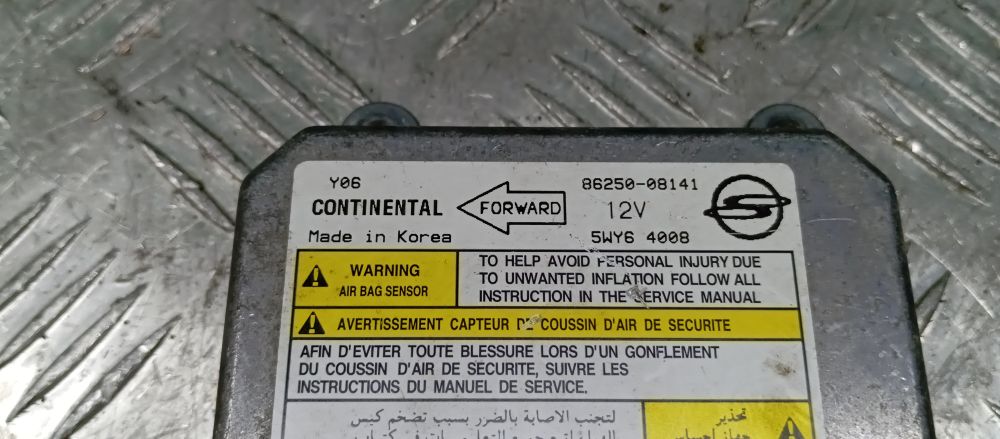 Y06
86250-08141
CONTINENTAL
FORWARD
12V
Made in Korea
5WY6 4008
WARNING
AIR BAG SENSOR
TO HELP AVOID PERSONAL INJURY DUE
TO UNWANTED INFLATION FOLLOW ALL
INSTRUCTION IN THE SERVICE MANUAL
AVERTISSEMENT CAPTEUR DE COUSSIN D'AIR DE SECURITE
AFIN D'EVITER TOUTE BLESSURE LORS D'UN GONFLEMENT
DU COUSSIN D'AIR DE SECURITE, SUIVRE LES
INSTRUCTIONS DU MANUEL DE SERVICE.
لتجنب الاصابة بالضرر بسبب تضخم كيس
تحذير